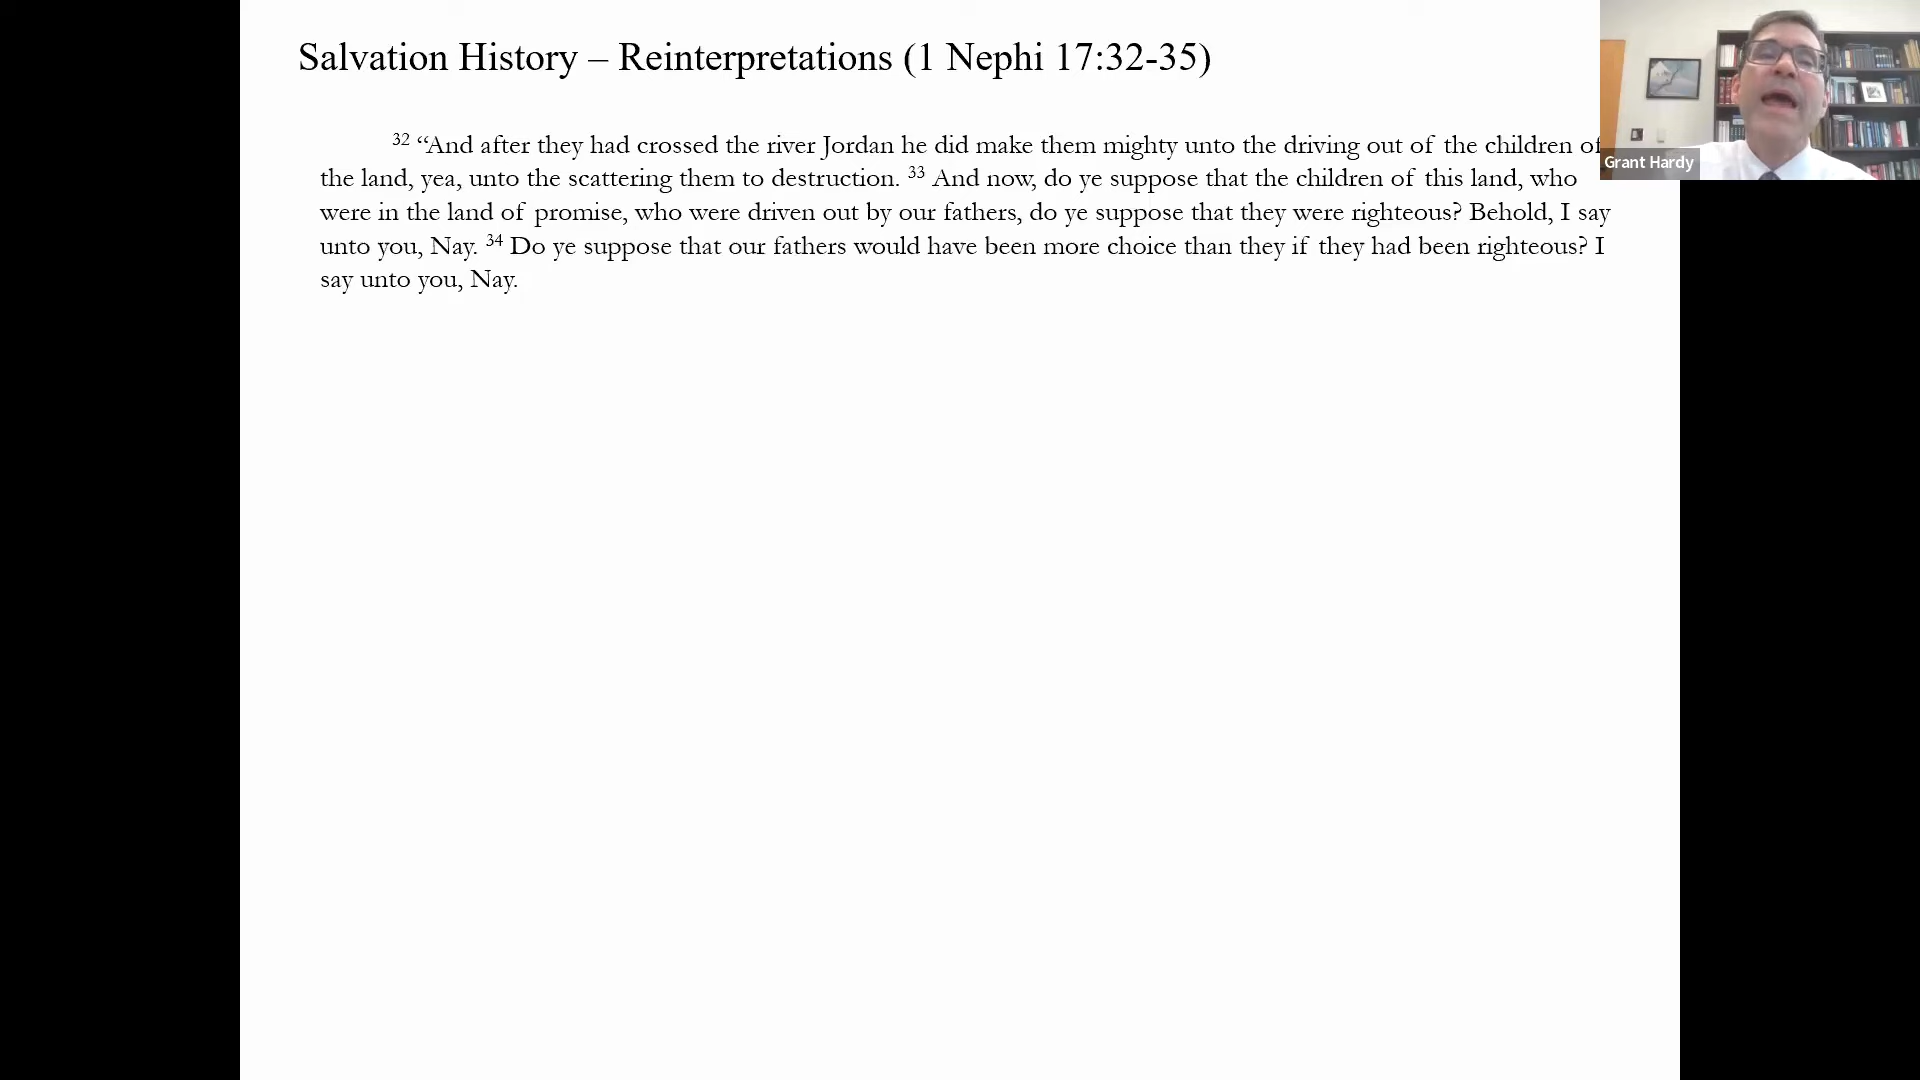 Salvation History – Reinterpretations (1 Nephi 17:32-35)
32 “And after they had crossed the river Jordan he did make them mighty unto the driving out of the children of
the land, yea, unto the scattering them to destruction. 33 And now, do ye suppose that the children of this land, who
were in the land of promise, who were driven out by our fathers, do ye suppose that they were righteous? Behold, I say
unto you, Nay. 34 Do ye suppose that our fathers would have been more choice than they if they had been righteous? I
say unto you, Nay.
Grant Hardy